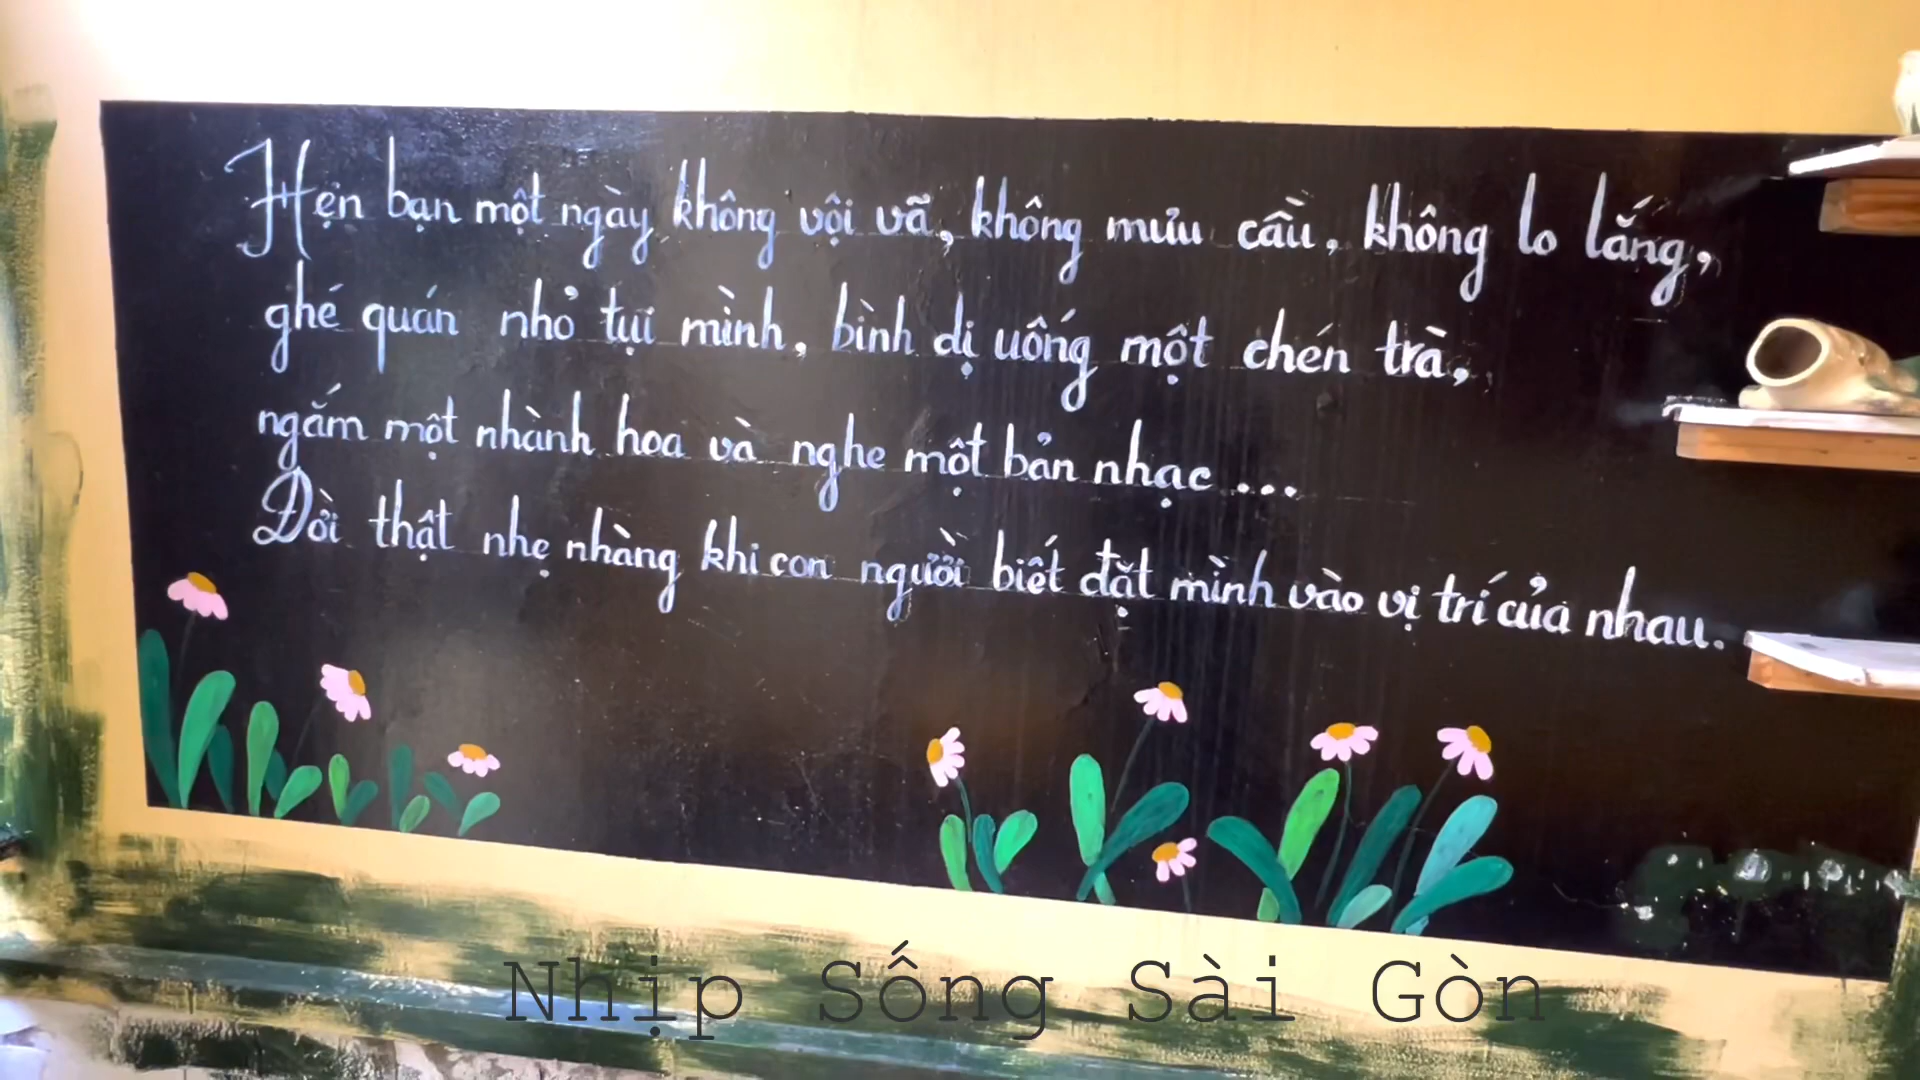 Hẹn bạn một ngày không vội vã, không mưu cầu, không lo lắng,
ghé quán nhỏ tụi mình, bình dị uống một chén trà,
ngắm một nhành hoa và nghe một bản nhạc ...
Đời thật nhẹ nhàng khi con người biết đặt mình vào vị trí của nhau.
Nhịp Sống Sài Gòn